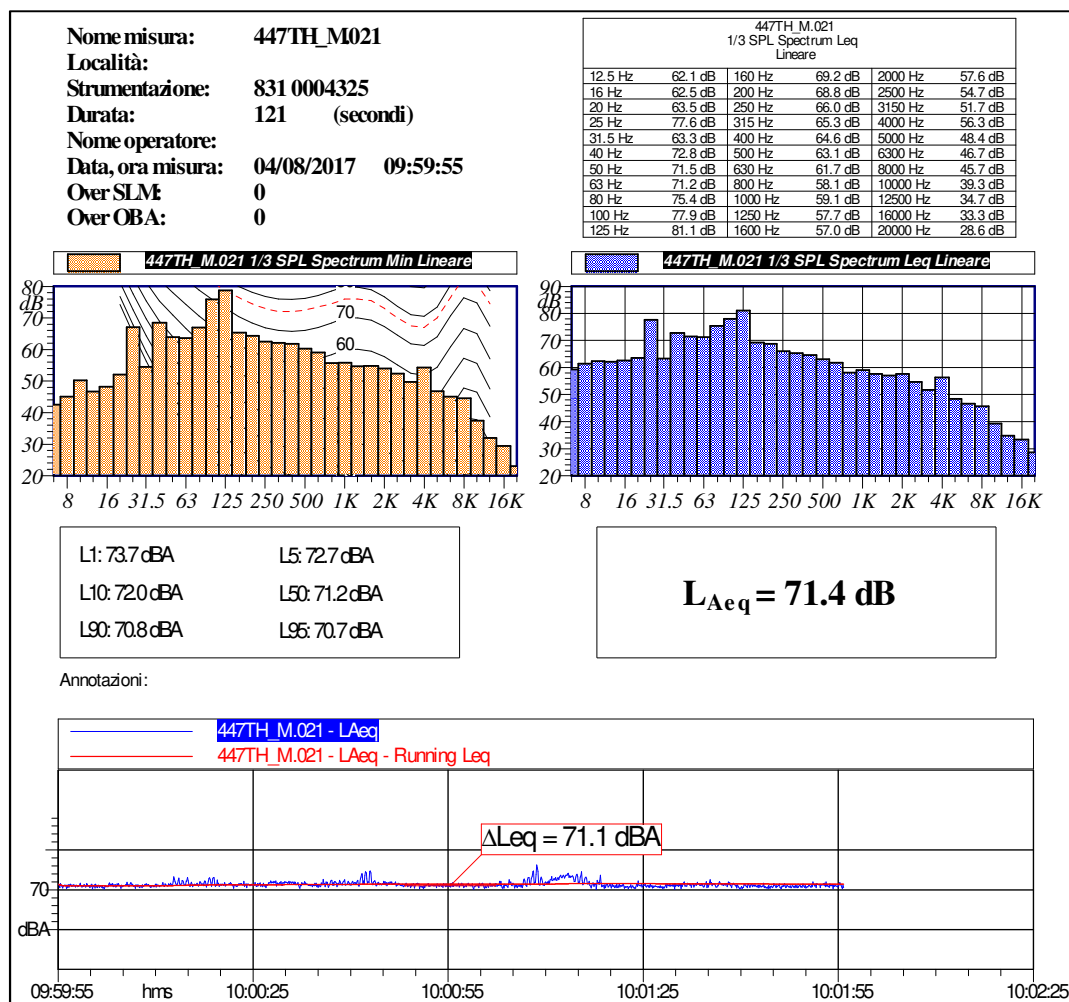 Nome misura: 447TH_M.021
Località:
Strumentazione: 831 0004325
Durata: 121 (secondi)
Nome operatore:
Data, ora misura: 04/08/2017 09:59:55
Over SLM: 0
Over OBA: 0
447TH_M.021
1/3 SPL Spectrum Leq
Lineare
12.5 Hz 62.1 dB 160 Hz 69.2 dB 2000 Hz 57.6 dB
16 Hz 62.5 dB 200 Hz 68.8 dB 2500 Hz 54.7 dB
20 Hz 63.5 dB 250 Hz 66.0 dB 3150 Hz 51.7 dB
25 Hz 77.6 dB 315 Hz 65.3 dB 4000 Hz 56.3 dB
31.5 Hz 63.3 dB 400 Hz 64.6 dB 5000 Hz 48.4 dB
40 Hz 72.8 dB 500 Hz 63.1 dB 6300 Hz 46.7 dB
50 Hz 71.5 dB 630 Hz 61.7 dB 8000 Hz 45.7 dB
63 Hz 71.2 dB 800 Hz 58.1 dB 10000 Hz 39.3 dB
80 Hz 75.4 dB 1000 Hz 59.1 dB 12500 Hz 34.7 dB
100 Hz 77.9 dB 1250 Hz 57.7 dB 16000 Hz 33.3 dB
125 Hz 81.1 dB 1600 Hz 57.0 dB 20000 Hz 28.6 dB
447TH_M.021 1/3 SPL Spectrum Min Lineare
80
dB
70
60
50
40
30
20
70
60
8 16 31.5 63 125 250 500 1K 2K 4K 8K 16K
447TH_M.021 1/3 SPL Spectrum Leq Lineare
90
dB
80
70
60
50
40
30
20
8 16 31.5 63 125 250 500 1K 2K 4K 8K 16K
L1: 73.7 dBA L5: 72.7 dBA
L10: 72.0 dBA L50: 71.2 dBA
L90: 70.8 dBA L95: 70.7 dBA
LAeq = 71.4 dB
Annotazioni:
447TH_M.021 - LAeq
447TH_M.021 - LAeq - Running Leq
ΔLeq = 71.1 dBA
70
dBA
09:59:55 hms 10:00:25 10:00:55 10:01:25 10:01:55 10:02:25